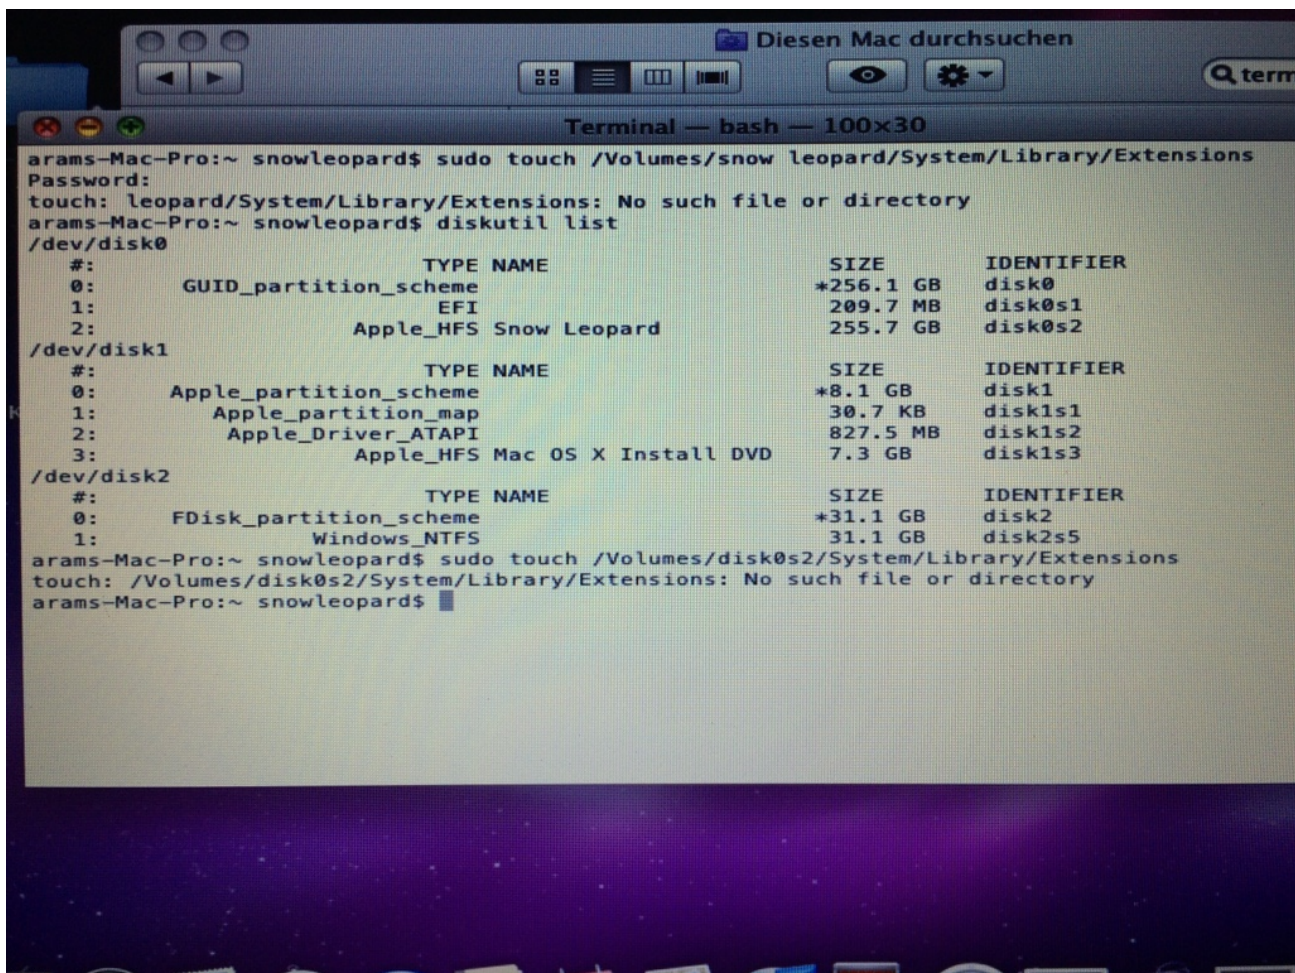 Diesen Mac durchsuchen
term
Terminal — bash — 100×30
arams-Mac-Pro:~ snowleopard$ sudo touch /Volumes/snow leopard/System/Library/Extensions
Password:
touch: leopard/System/Library/Extensions: No such file or directory
arams-Mac-Pro:~ snowleopard$ diskutil list
/dev/disk0
#: TYPE NAME SIZE IDENTIFIER
0: GUID_partition_scheme *256.1 GB disk0
1: EFI 209.7 MB disk0s1
2: Apple_HFS Snow Leopard 255.7 GB disk0s2
/dev/disk1
#: TYPE NAME SIZE IDENTIFIER
0: Apple_partition_scheme *8.1 GB disk1
1: Apple_partition_map 30.7 KB disk1s1
2: Apple_Driver_ATAPI 827.5 MB disk1s2
3: Apple_HFS Mac OS X Install DVD 7.3 GB disk1s3
/dev/disk2
#: TYPE NAME SIZE IDENTIFIER
0: FDisk_partition_scheme *31.1 GB disk2
1: Windows_NTFS 31.1 GB disk2s5
arams-Mac-Pro:~ snowleopard$ sudo touch /Volumes/disk0s2/System/Library/Extensions
touch: /Volumes/disk0s2/System/Library/Extensions: No such file or directory
arams-Mac-Pro:~ snowleopard$